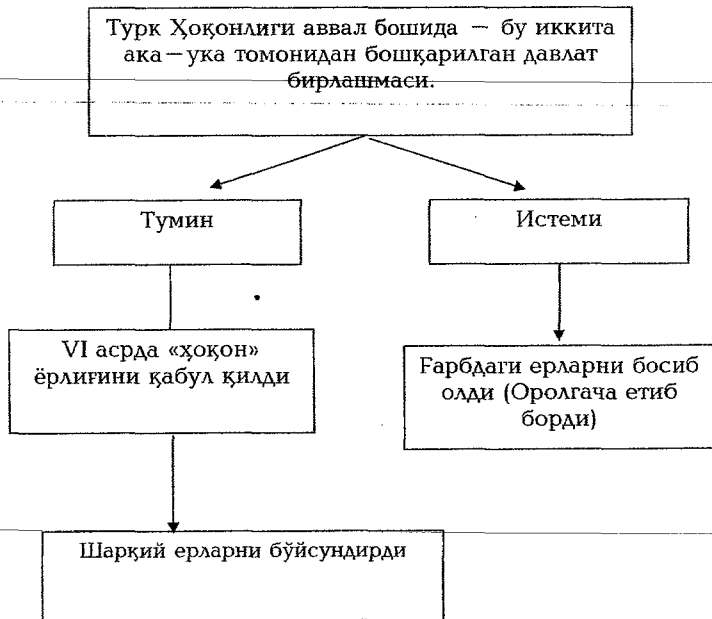 Турк Ҳоқонлиги аввал бошида – бу иккита
ака–ука томонидан бошқарилган давлат
бирлашмаси.
Тумин
Истеми
VI асрда «ҳоқон»
ёрлиғини қабул қилди
Ғарбдаги ерларни босиб
олди (Оролгача етиб
борди)
Шарқий ерларни бўйсундирди